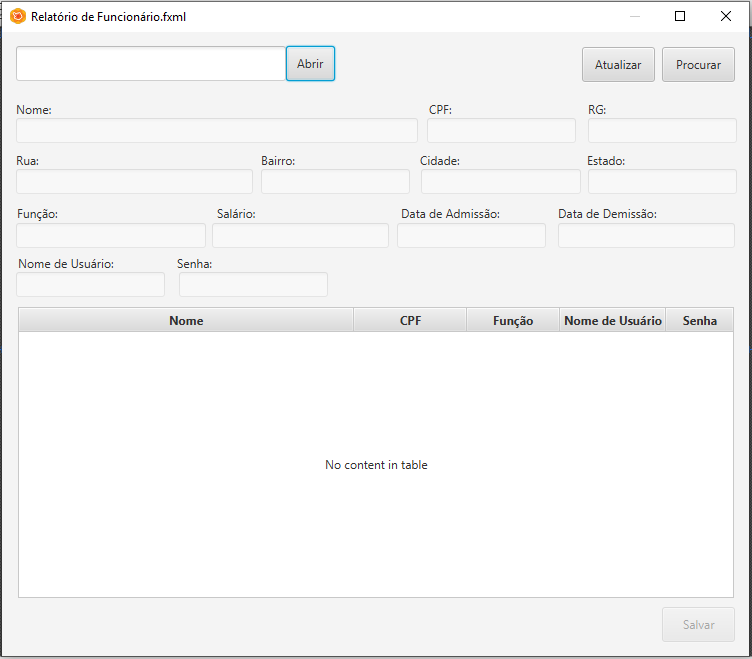 Relatório de Funcionário.fxml
Abrir Atualizar Procurar
Nome: CPF: RG:
Rua: Bairro: Cidade: Estado:
Função: Salário: Data de Admissão: Data de Demissão:
Nome de Usuário: Senha:
Nome CPF Função Nome de Usuário Senha
No content in table
Salvar